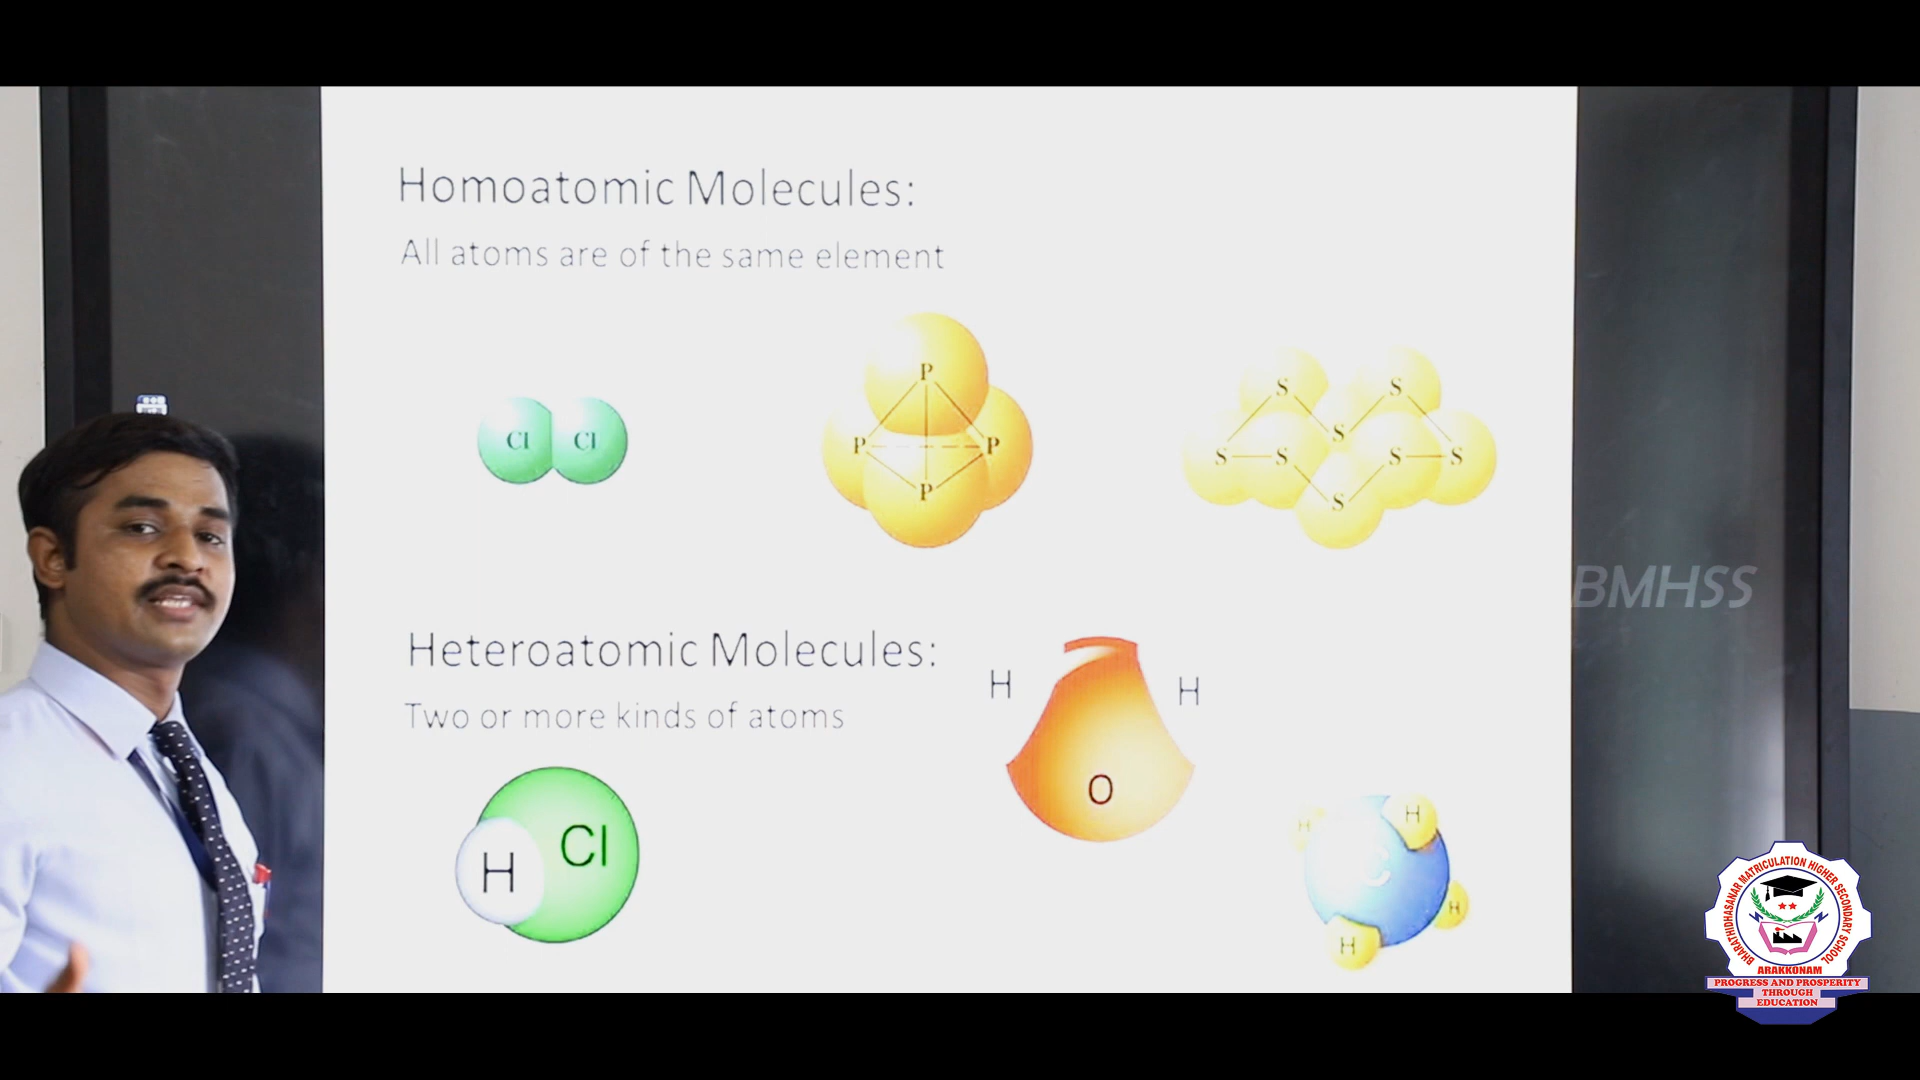 Homoatomic Molecules:
All atoms are of the same element
Cl Cl
P
P P
P
S S
S
S S S S
S
BMHSS
Heteroatomic Molecules:
Two or more kinds of atoms
H H
O
H Cl
H H
C
H
H
BHARATHIDHASANAR MATRICULATION HIGHER SECONDARY SCHOOL
ARAKKONAM
PROGRESS AND PROSPERITY
THROUGH
EDUCATION